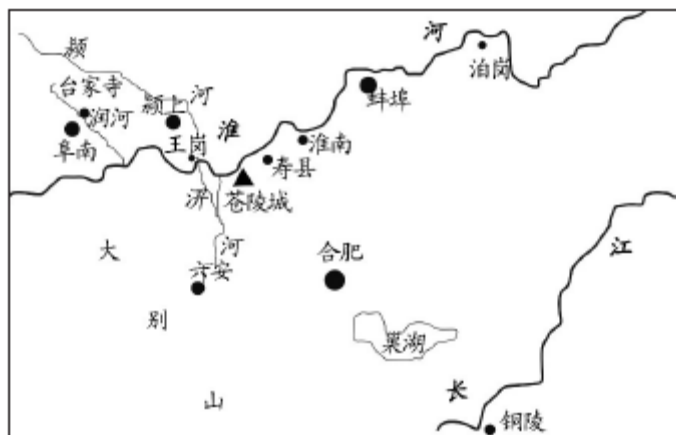 河
泊岗
颍
台家寺
润河
阜南
颍上
河
王岗
淮
蚌埠
淮南
寿县
苍陵城
淠
河
六安
合肥
巢湖
大
别
山
江
长
铜陵